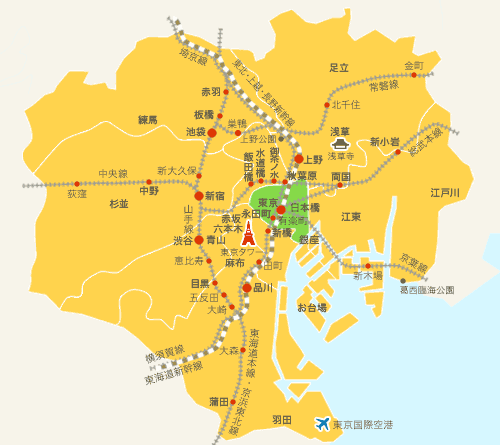 埼京線
東北・上越・長野新幹線
足立
金町
常磐線
赤羽
北千住
板橋
練馬
巣鴨
池袋
上野公園
浅草
浅草寺
新小岩
総武本線
御茶ノ水
水道橋
飯田橋
上野
秋葉原
両国
中央線
新大久保
荻窪
中野
杉並
新宿
江戸川
山手線
赤坂
永田町
東京
日本橋
有楽町
江東
六本木
新橋
銀座
渋谷
青山
東京タワー
麻布
田町
恵比寿
京葉線
新木場
葛西臨海公園
目黒
品川
五反田
大崎
お台場
横須賀線
東海道新幹線
大森
東海道本線・京浜東北線
蒲田
羽田
東京国際空港